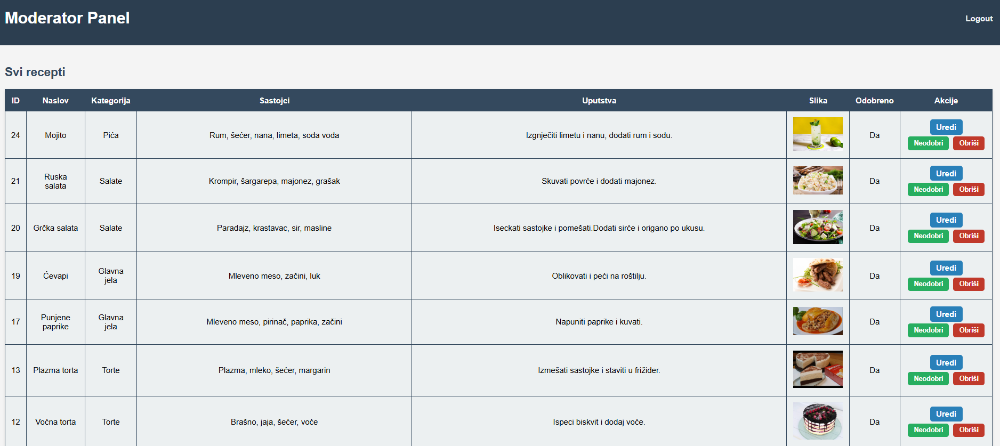 Moderator Panel
Logout
Svi recepti
ID Naslov Kategorija Sastojci Uputstva Slika Odobreno Akcije
24 Mojito Pića Rum, šećer, nana, limeta, soda voda Izgnječiti limetu i nanu, dodati rum i sodu. Da Uredi
Neodobri Obriši
21 Ruska
salata Salate Krompir, šargarepa, majonez, grašak Skuvati povrće i dodati majonez. Da Uredi
Neodobri Obriši
20 Grčka salata Salate Paradajz, krastavac, sir, masline Iseckati sastojke i pomešati.Dodati sirće i origano po ukusu. Da Uredi
Neodobri Obriši
19 Ćevapi Glavna
jela Mleveno meso, začini, luk Oblikovati i peći na roštilju. Da Uredi
Neodobri Obriši
17 Punjene
paprike Glavna
jela Mleveno meso, pirinač, paprika, začini Napuniti paprike i kuvati. Da Uredi
Neodobri Obriši
13 Plazma torta Torte Plazma, mleko, šećer, margarin Izmešati sastojke i staviti u frižider. Da Uredi
Neodobri Obriši
12 Voćna torta Torte Brašno, jaja, šećer, voće Ispeci biskvit i dodaj voće. Da Uredi
Neodobri Obriši